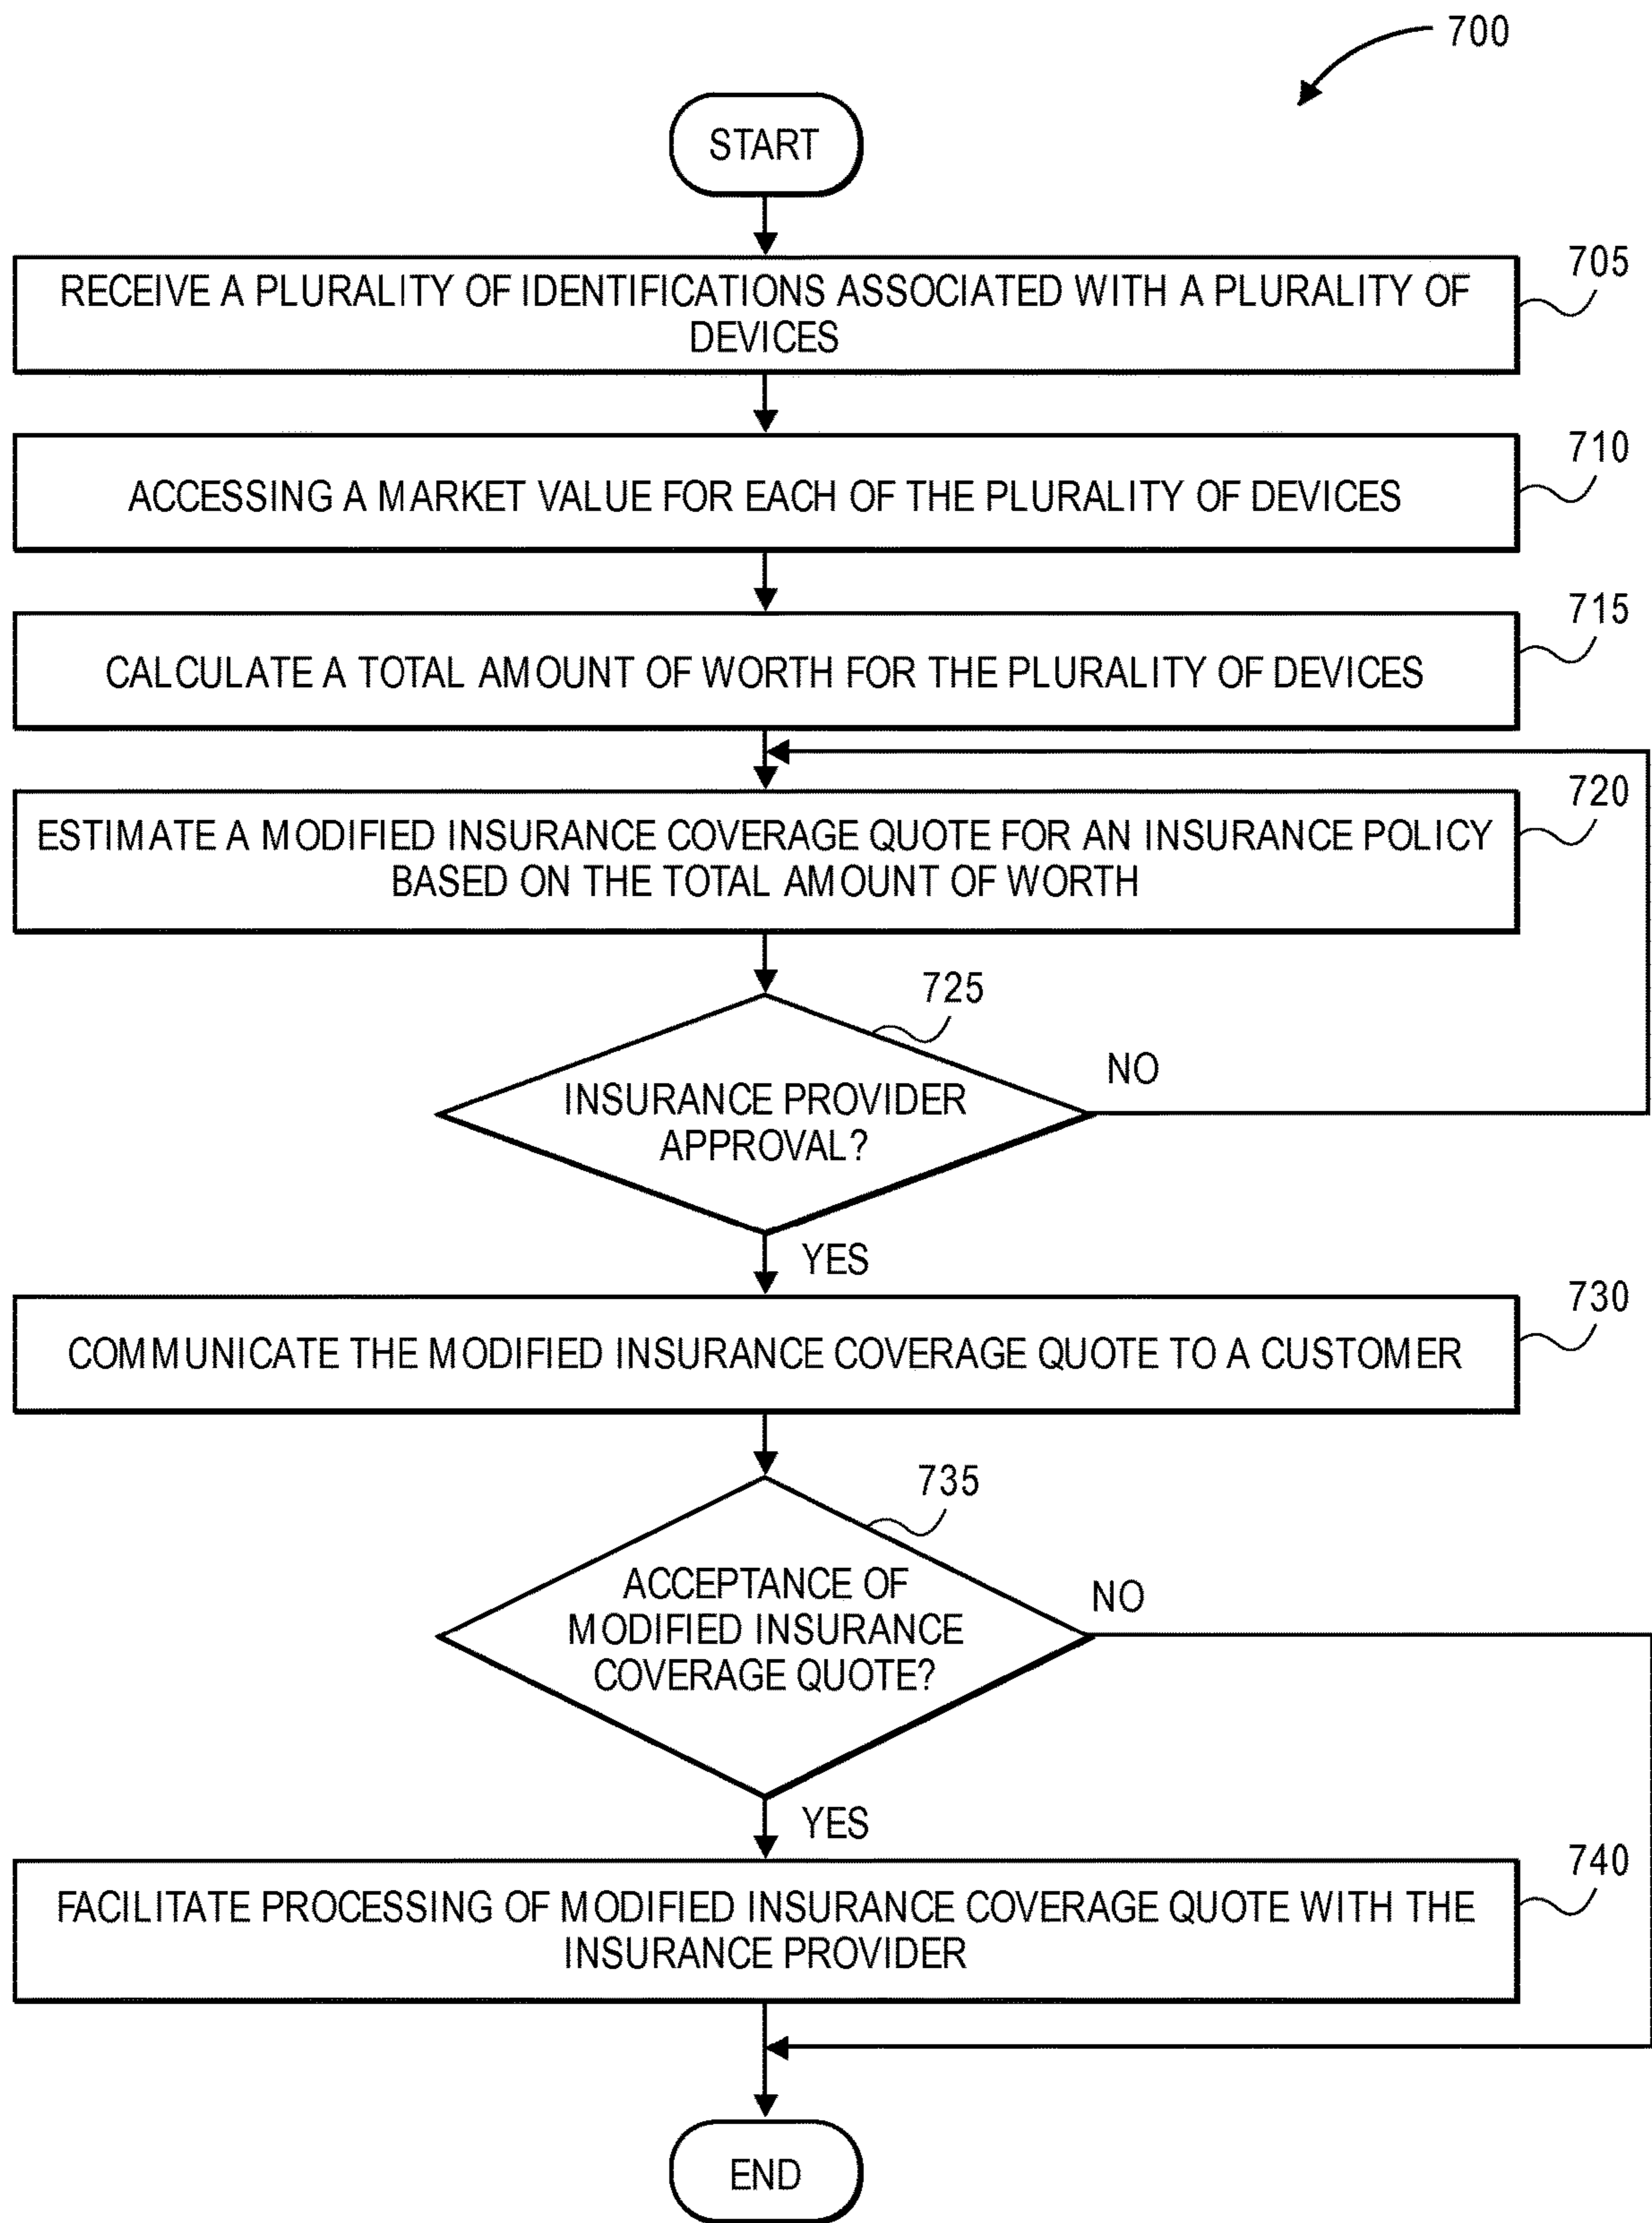 700
START
705
RECEIVE A PLURALITY OF IDENTIFICATIONS ASSOCIATED WITH A PLURALITY OF
DEVICES
710
ACCESSING A MARKET VALUE FOR EACH OF THE PLURALITY OF DEVICES
715
CALCULATE A TOTAL AMOUNT OF WORTH FOR THE PLURALITY OF DEVICES
720
ESTIMATE A MODIFIED INSURANCE COVERAGE QUOTE FOR AN INSURANCE POLICY
BASED ON THE TOTAL AMOUNT OF WORTH
725
NO
INSURANCE PROVIDER
APPROVAL?
YES
730
COMMUNICATE THE MODIFIED INSURANCE COVERAGE QUOTE TO A CUSTOMER
735
NO
ACCEPTANCE OF
MODIFIED INSURANCE
COVERAGE QUOTE?
YES
740
FACILITATE PROCESSING OF MODIFIED INSURANCE COVERAGE QUOTE WITH THE
INSURANCE PROVIDER
END